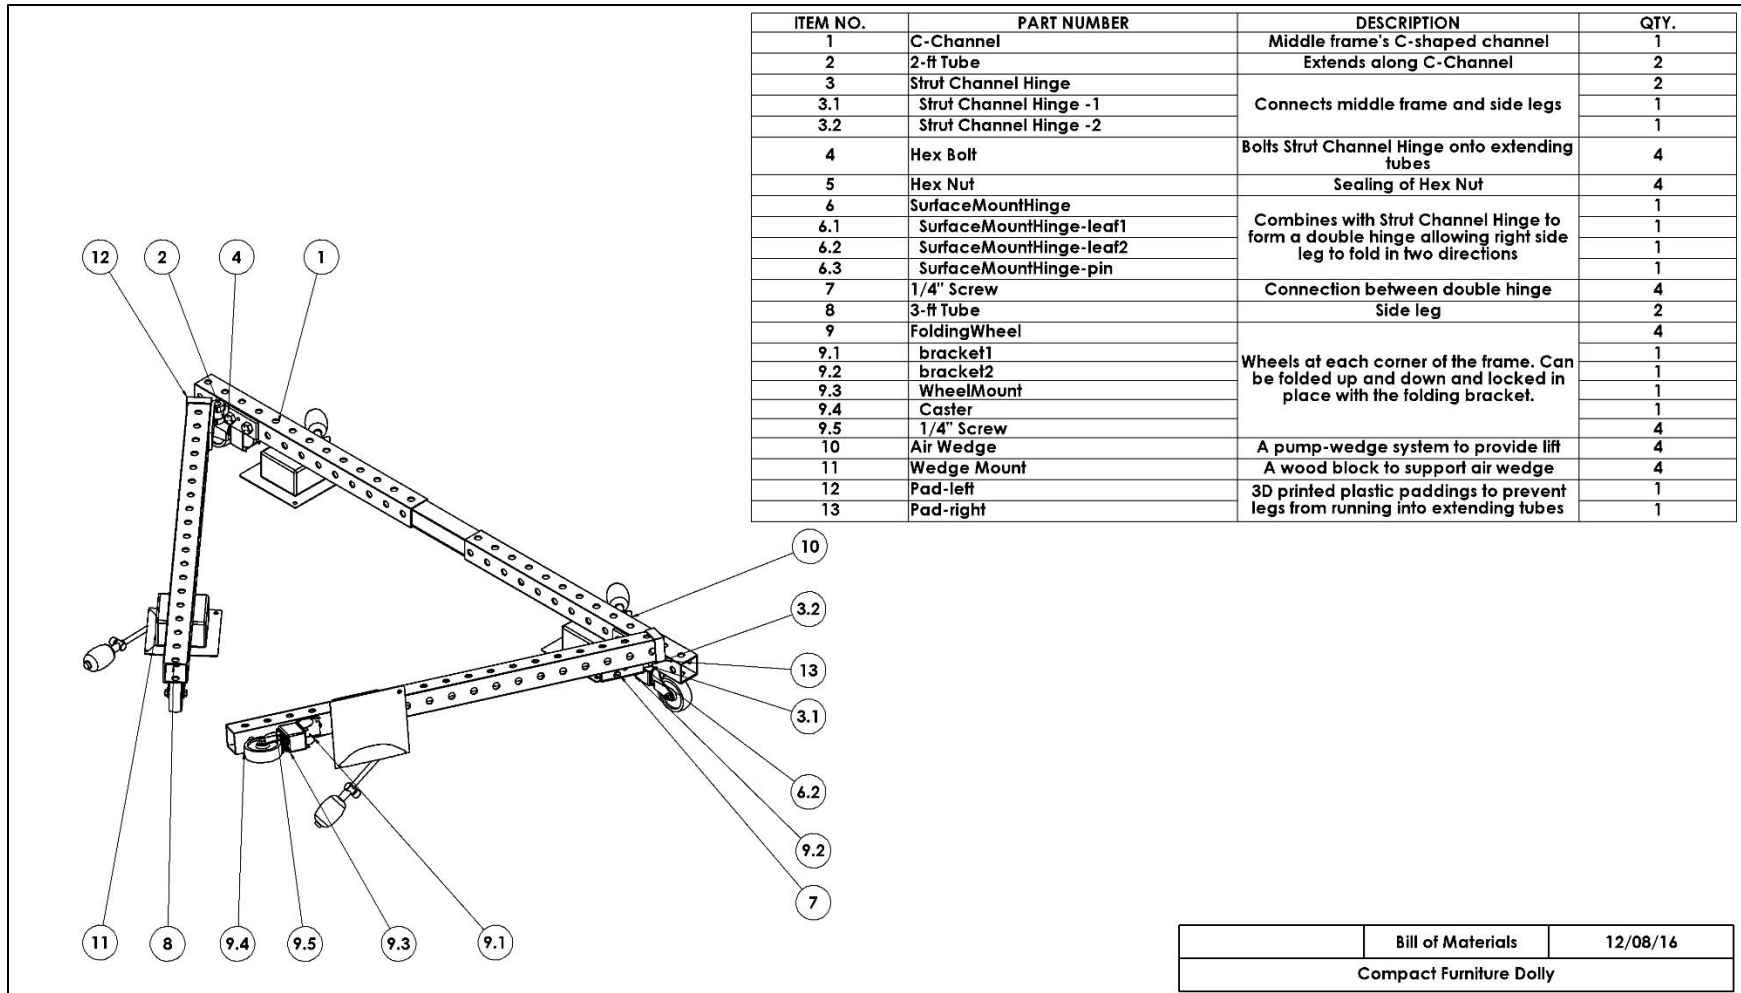 ITEM NO. PART NUMBER DESCRIPTION QTY.
1 C-Channel Middle frame's C-shaped channel 1
2 2-ft Tube Extends along C-Channel 2
3 Strut Channel Hinge 2
3.1 Strut Channel Hinge -1 Connects middle frame and side legs 1
3.2 Strut Channel Hinge -2 1
4 Hex Bolt Bolts Strut Channel Hinge onto extending
tubes 4
5 Hex Nut Sealing of Hex Nut 4
6 SurfaceMountHinge 1
6.1 SurfaceMountHinge-leaf1 Combines with Strut Channel Hinge to 1
6.2 SurfaceMountHinge-leaf2 form a double hinge allowing right side 1
6.3 SurfaceMountHinge-pin leg to fold in two directions 1
7 1/4" Screw Connection between double hinge 4
8 3-ft Tube Side leg 2
9 FoldingWheel 4
9.1 bracket1 Wheels at each corner of the frame. Can 1
9.2 bracket2 be folded up and down and locked in 1
9.3 WheelMount place with the folding bracket. 1
9.4 Caster 1
9.5 1/4" Screw 4
10 Air Wedge A pump-wedge system to provide lift 4
11 Wedge Mount A wood block to support air wedge 4
12 Pad-left 3D printed plastic paddings to prevent 1
13 Pad-right legs from running into extending tubes 1
12 2 4 1
10
3.2
13
3.1
6.2
9.2
7
11 8 9.4 9.5 9.3 9.1
Bill of Materials 12/08/16
Compact Furniture Dolly